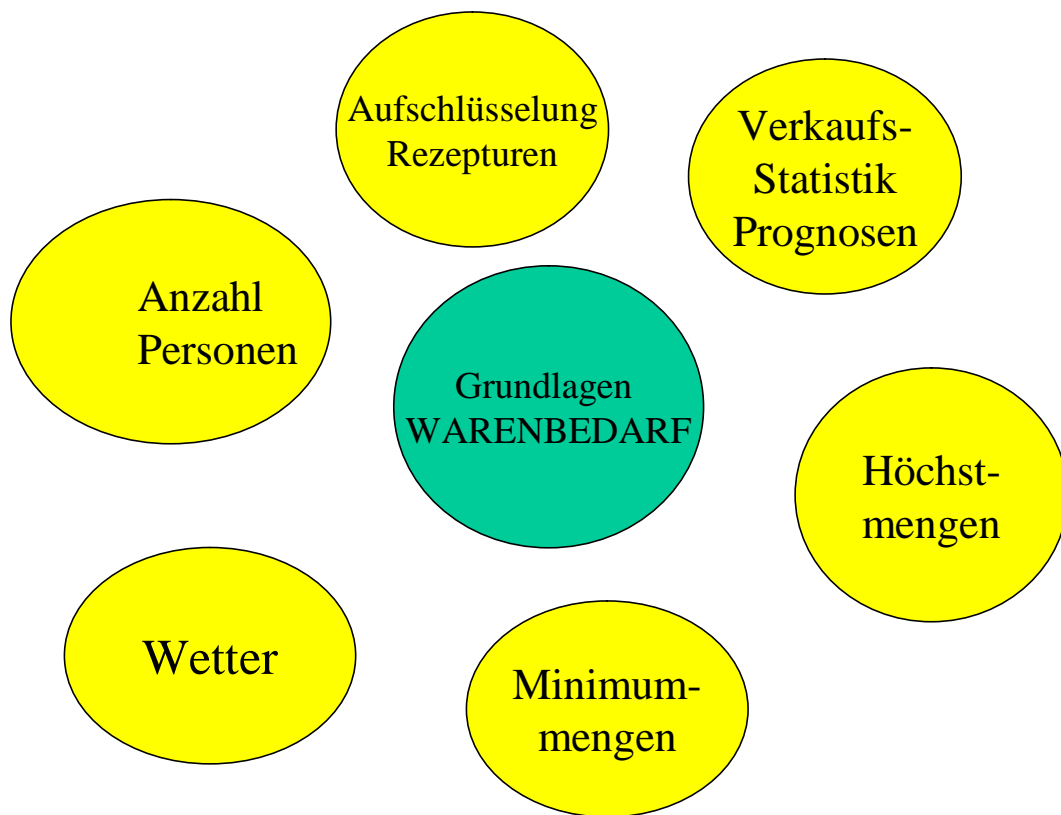 Aufschlüsselung
Rezepturen
Verkaufs-
Statistik
Prognosen
Anzahl
Personen
Grundlagen
WARENBEDARF
Höchst-
mengen
Wetter
Minimum-
mengen